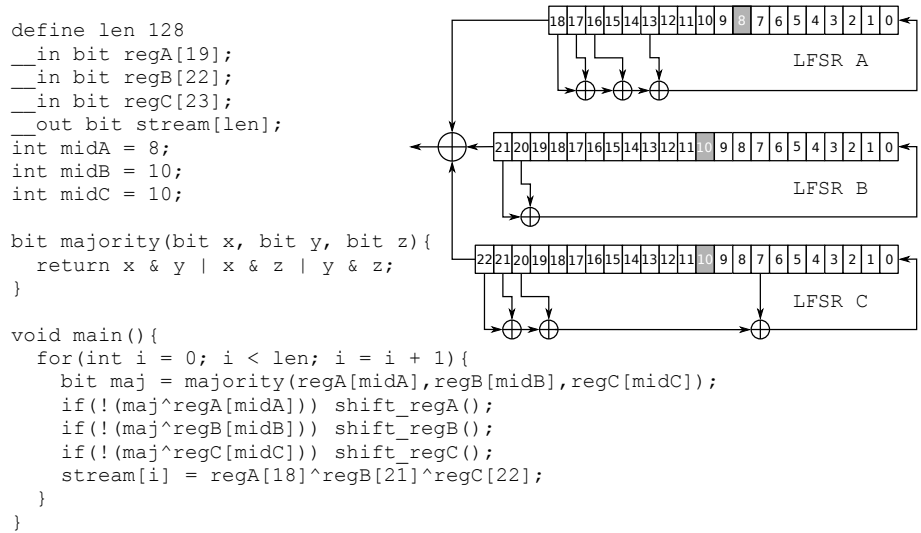 define len 128
__in bit regA[19];
__in bit regB[22];
__in bit regC[23];
__out bit stream[len];
int midA = 8;
int midB = 10;
int midC = 10;
bit majority(bit x, bit y, bit z){
return x & y | x & z | y & z;
}
void main(){
for(int i = 0; i < len; i = i + 1){
bit maj = majority(regA[midA],regB[midB],regC[midC]);
if(!(maj^regA[midA])) shift_regA();
if(!(maj^regB[midB])) shift_regB();
if(!(maj^regC[midC])) shift_regC();
stream[i] = regA[18]^regB[21]^regC[22];
}
}
18 17 16 15 14 13 12 11 10 9 8 7 6 5 4 3 2 1 0
LFSR A
21 20 19 18 17 16 15 14 13 12 11 10 9 8 7 6 5 4 3 2 1 0
LFSR B
22 21 20 19 18 17 16 15 14 13 12 11 10 9 8 7 6 5 4 3 2 1 0
LFSR C